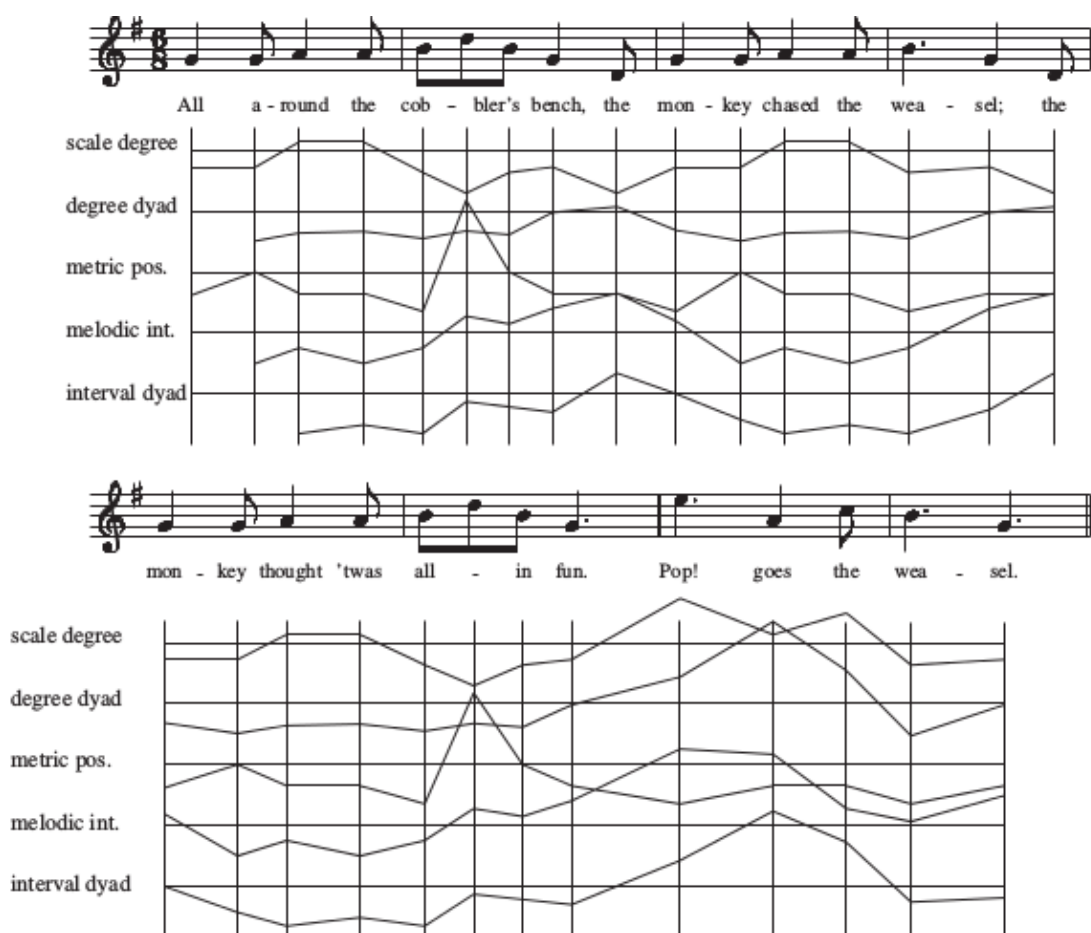 6
8
All a - round the cob - bler's bench, the mon - key chased the wea - sel; the
scale degree
degree dyad
metric pos.
melodic int.
interval dyad
mon - key thought 'twas all - in fun. Pop! goes the wea - sel.
scale degree
degree dyad
metric pos.
melodic int.
interval dyad